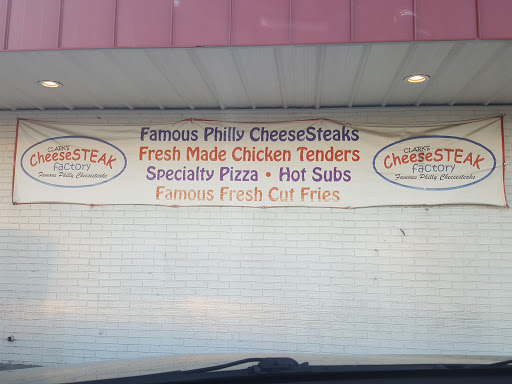 CLARK'S
CheeseSTEAK
facTory
Famous Philly Cheesesteaks
Famous Philly CheeseSteaks
Fresh Made Chicken Tenders
Specialty Pizza • Hot Subs
Famous Fresh Cut Fries
CLARK'S
CheeseSTEAK
facTory
Famous Philly Cheesesteaks